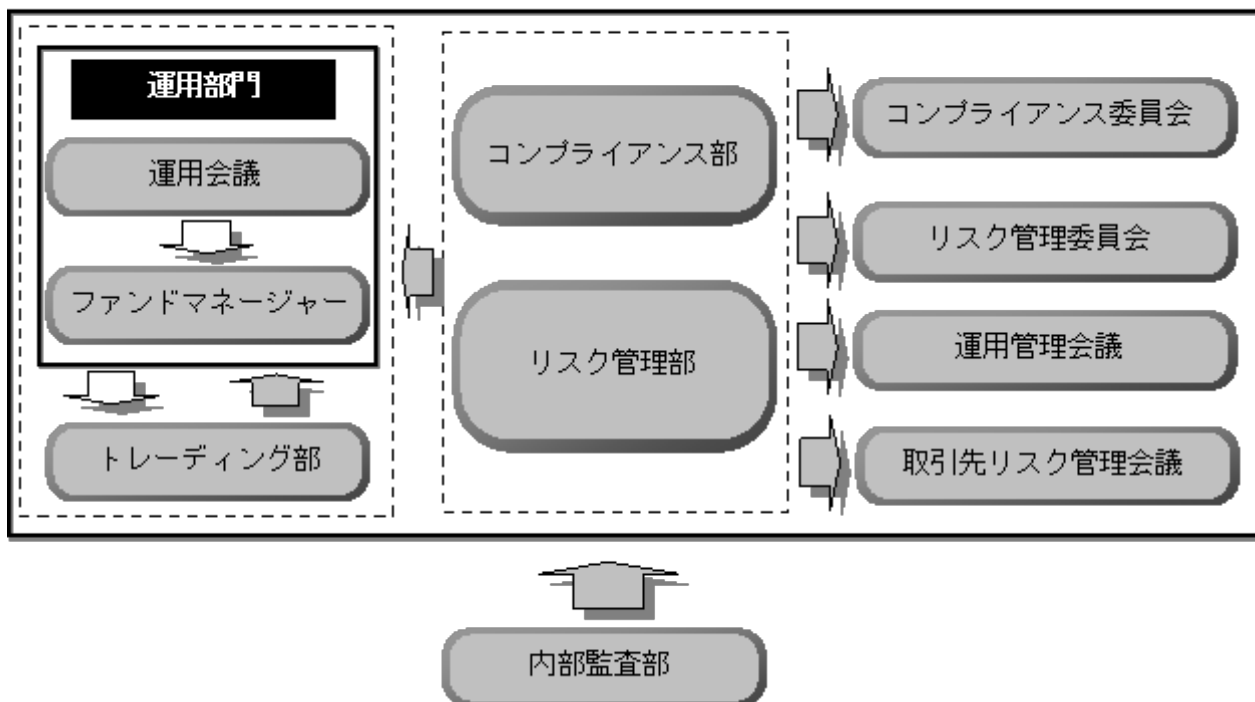 運用部門
運用会議
ファンドマネージャー
トレーディング部
コンプライアンス部
リスク管理部
コンプライアンス委員会
リスク管理委員会
運用管理会議
取引先リスク管理会議
内部監査部